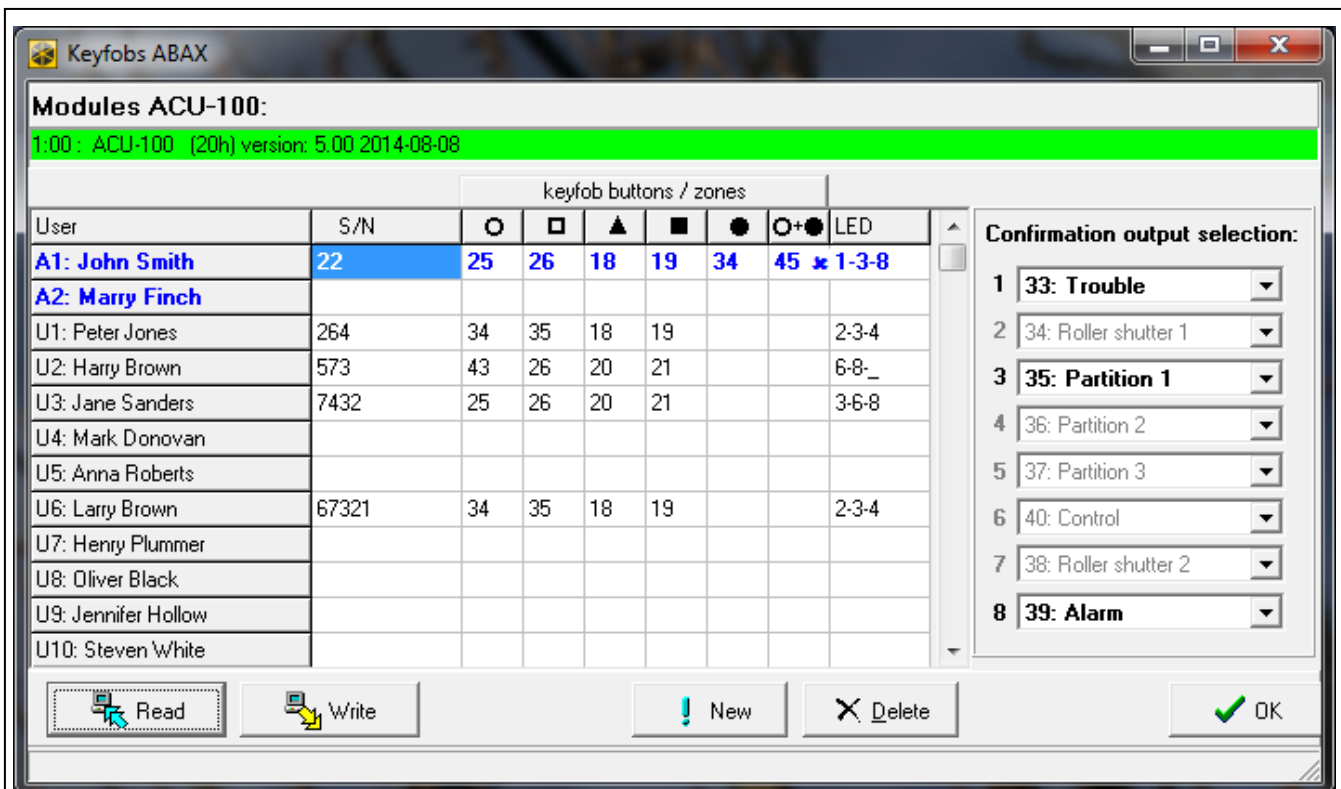 Keyfobs ABAX
Modules ACU-100:
1:00 : ACU-100 (20h) version: 5.00 2014-08-08
keyfob buttons / zones
User S/N ○ □ ▲ ■ ● ○+● LED
A1: John Smith 22 25 26 18 19 34 45 × 1-3-8
A2: Marry Finch
U1: Peter Jones 264 34 35 18 19 2-3-4
U2: Harry Brown 573 43 26 20 21 6-8-_
U3: Jane Sanders 7432 25 26 20 21 3-6-8
U4: Mark Donovan
U5: Anna Roberts
U6: Larry Brown 67321 34 35 18 19 2-3-4
U7: Henry Plummer
U8: Oliver Black
U9: Jennifer Hollow
U10: Steven White
Confirmation output selection:
1 33: Trouble
2 34: Roller shutter 1
3 35: Partition 1
4 36: Partition 2
5 37: Partition 3
6 40: Control
7 38: Roller shutter 2
8 39: Alarm
Read Write New Delete OK